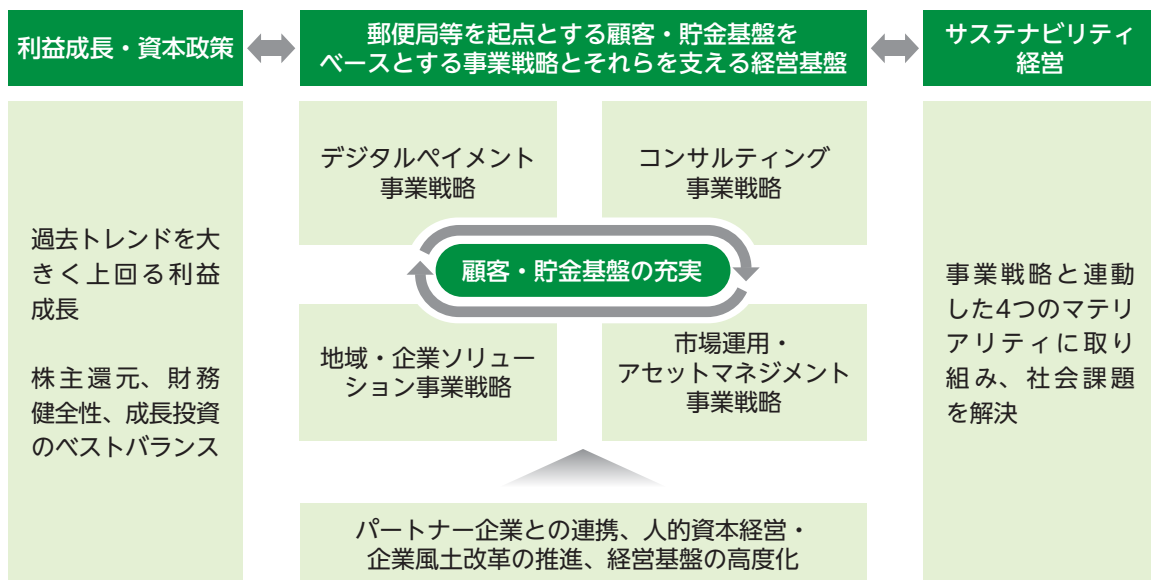 利益成長・資本政策
郵便局等を起点とする顧客・貯金基盤を
ベースとする事業戦略とそれらを支える経営基盤
サステナビリティ
経営
過去トレンドを大
きく上回る利益
成長
株主還元、財務
健全性、成長投資
のベストバランス
デジタルペイメント
事業戦略
コンサルティング
事業戦略
顧客・貯金基盤の充実
地域・企業ソリュー
ション事業戦略
市場運用・
アセットマネジメント
事業戦略
パートナー企業との連携、人的資本経営・
企業風土改革の推進、経営基盤の高度化
事業戦略と連動
した4つのマテリ
アリティに取り
組み、社会課題
を解決